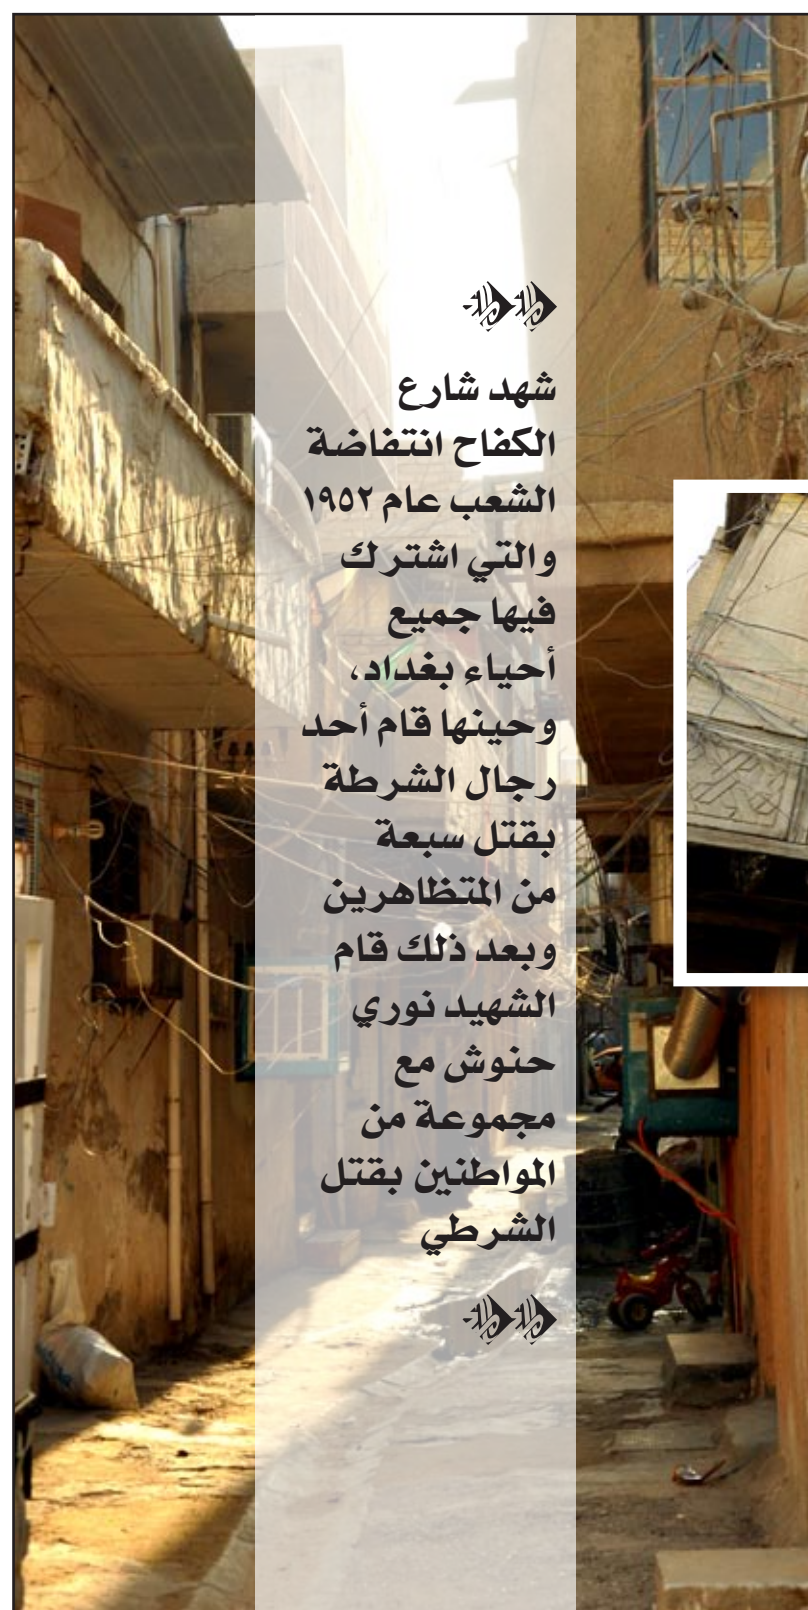 شهد شارع
الكفاح انتفاضة
الشعب عام ١٩٥٢
والتي اشترك
فيها جميع
أحياء بغداد،
وحينها قام أحد
رجال الشرطة
بقتل سبعة
من المتظاهرين
وبعد ذلك قام
الشهيد نوري
حنوش مع
مجموعة من
المواطنين بقتل
الشرطي